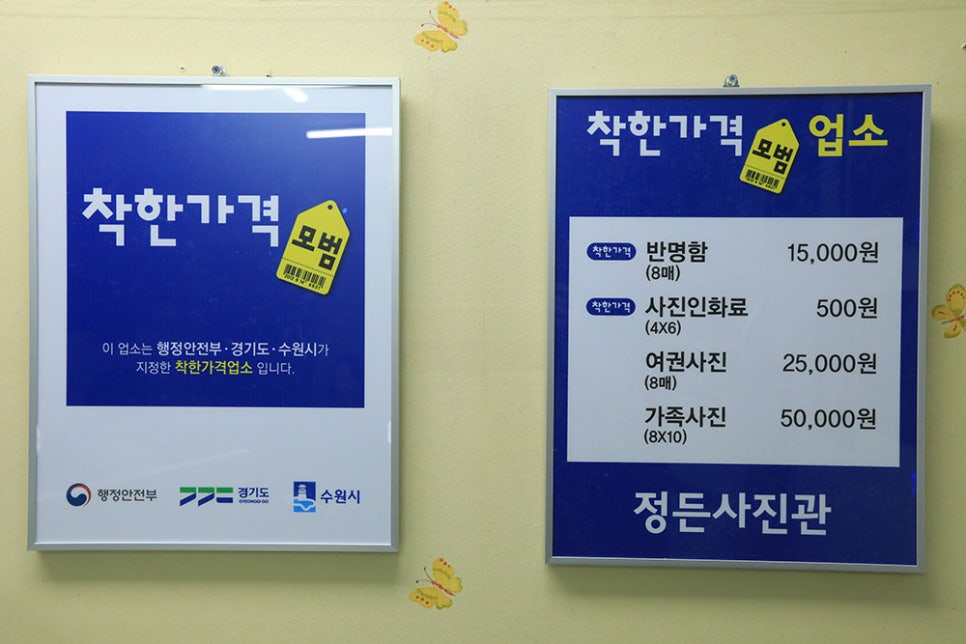 착한가격
모범
이 업소는 행정안전부·경기도·수원시가
지정한 착한가격업소 입니다.
행정안전부
경기도
GYEONGGI-DO
수원시
착한가격 모범 업소
착한가격 반명함 15,000원
(8매)
착한가격 사진인화료 500원
(4X6)
여권사진 25,000원
(8매)
가족사진 50,000원
(8X10)
정든사진관